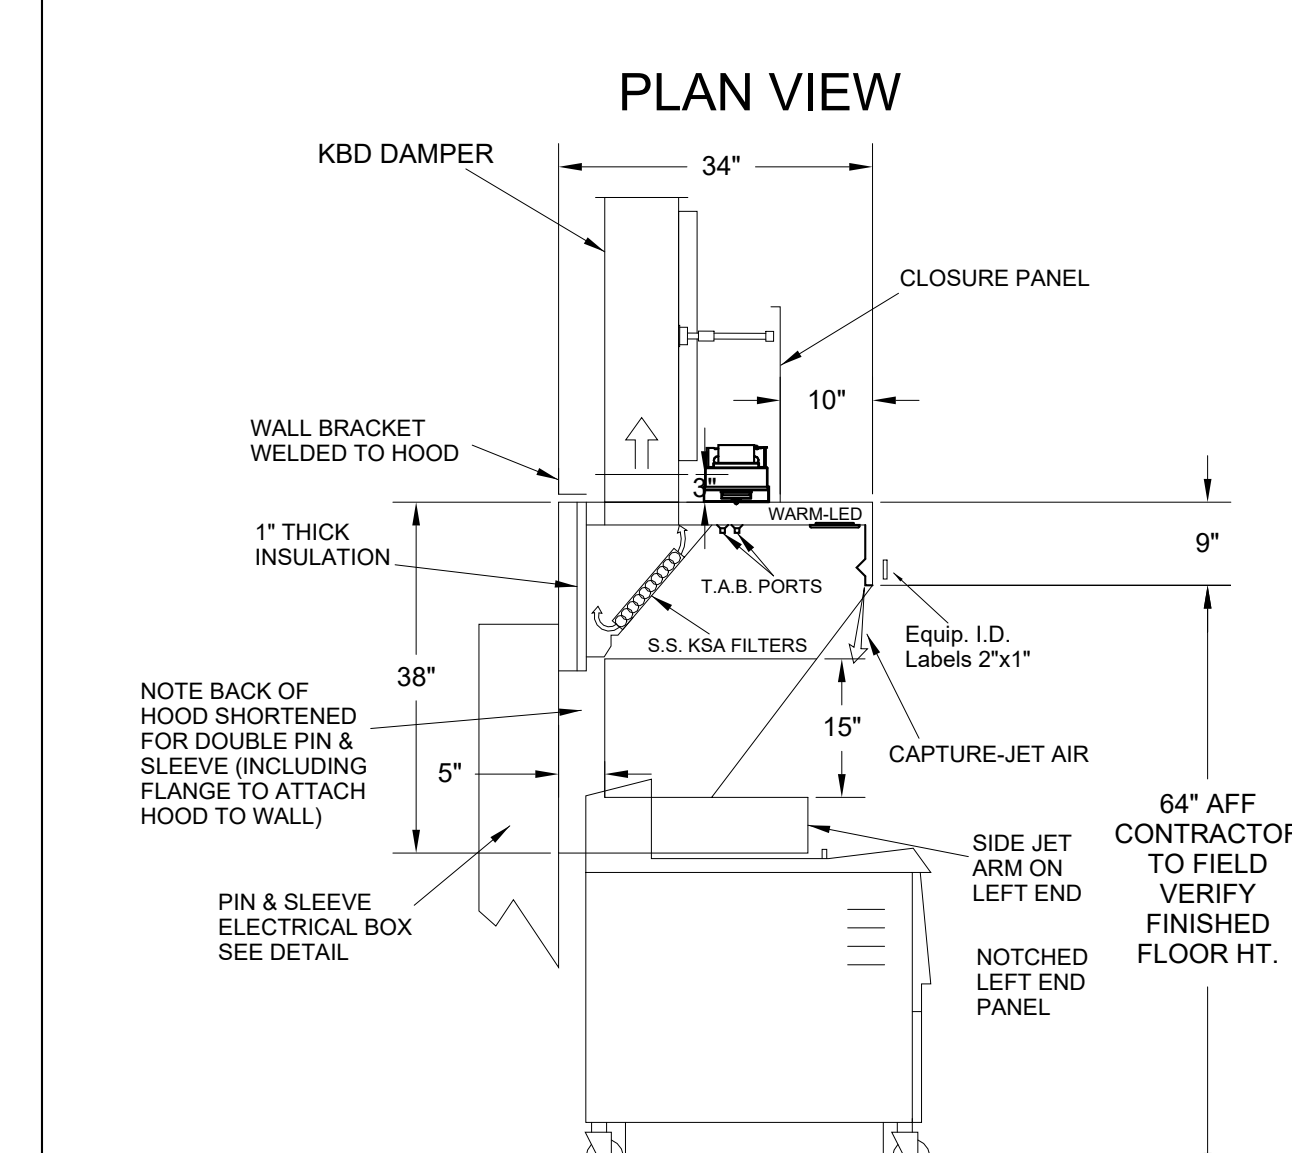 PLAN VIEW
KBD DAMPER
34"
CLOSURE PANEL
10"
WALL BRACKET
WELDED TO HOOD
3"
WARM-LED
1" THICK
INSULATION
9"
T.A.B. PORTS
S.S. KSA FILTERS
Equip. I.D.
Labels 2"x1"
38"
NOTE BACK OF
HOOD SHORTENED
FOR DOUBLE PIN &
SLEEVE (INCLUDING
FLANGE TO ATTACH
HOOD TO WALL)
15"
CAPTURE-JET AIR
5"
64" AFF
CONTRACTOR
TO FIELD
VERIFY
FINISHED
FLOOR HT.
SIDE JET
ARM ON
LEFT END
PIN & SLEEVE
ELECTRICAL BOX
SEE DETAIL
NOTCHED
LEFT END
PANEL